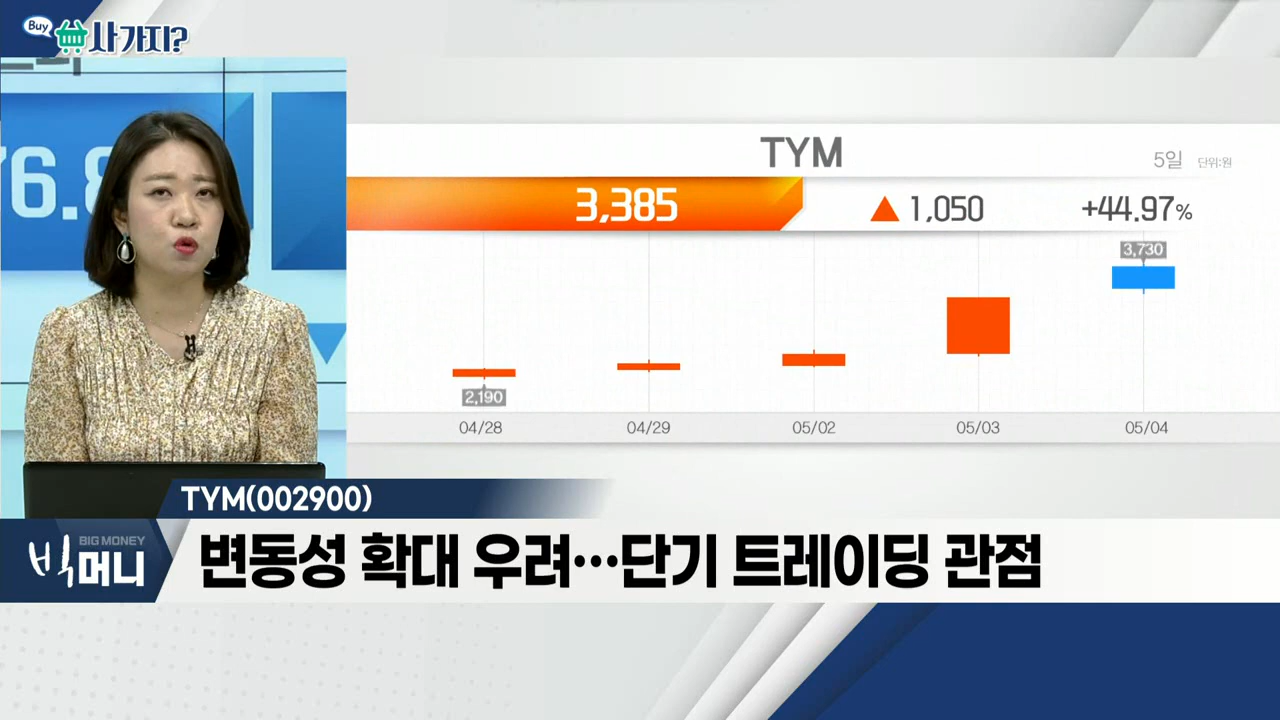 Buy
사가지?
76.8
TYM
5일 단위:원
3,385
▲ 1,050
+44.97%
3,730
2,190
04/28
04/29
05/02
05/03
05/04
TYM(002900)
BIG MONEY
빅머니
변동성 확대 우려…단기 트레이딩 관점